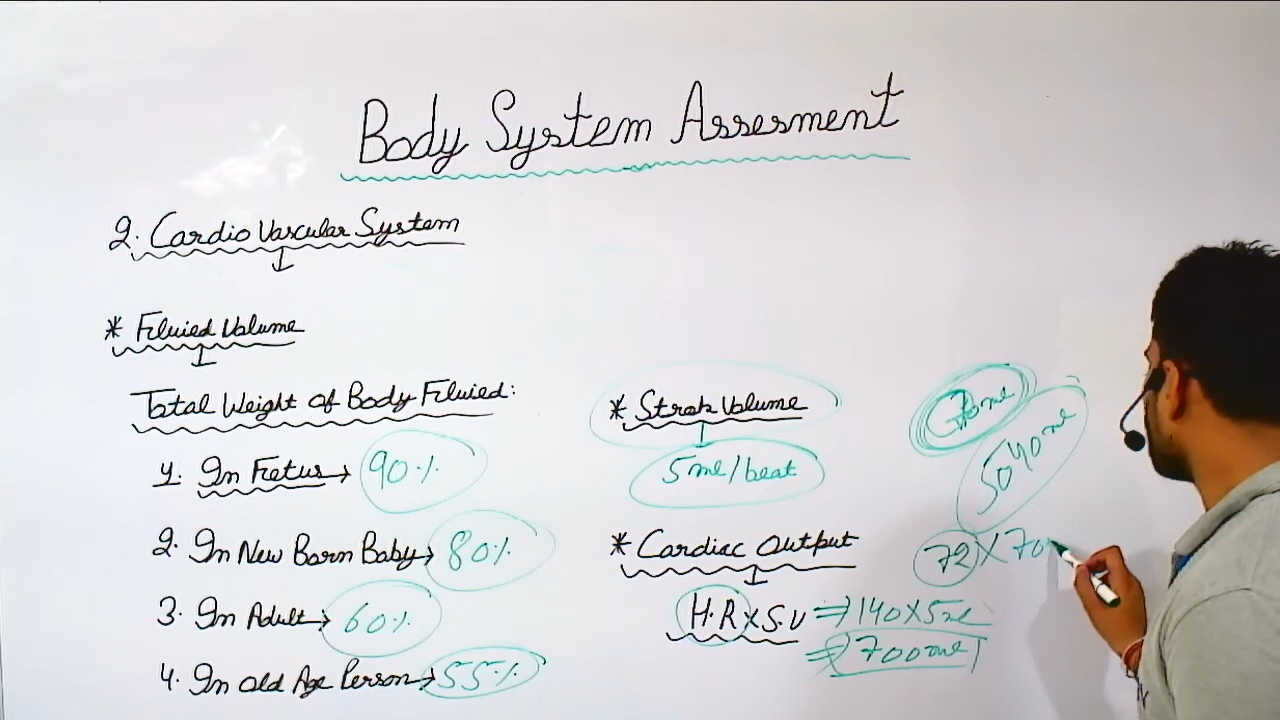 Body System Assesment
2. Cardio Vascular System
* Fluied Volume
Total Weight of Body Fluied:
1. In Fetus → 90%
2. In New Born Baby → 80%
3. In Adult → 60%
4. In Old Age Person → 55%
* Strok Volume
5ml/beat
* Cardiac Output
H.R x S.V ⇒ 140 x 5ml
⇒ 700ml
70ml
5040ml
72 x 70